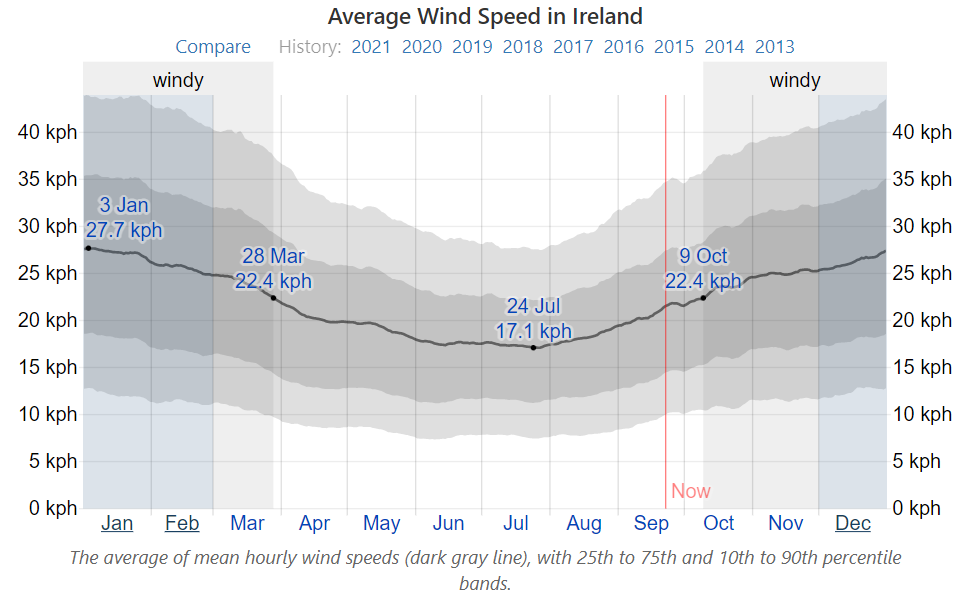 Average Wind Speed in Ireland
Compare History: 2021 2020 2019 2018 2017 2016 2015 2014 2013
windy windy
40 kph 40 kph
35 kph 35 kph
3 Jan
30 kph 30 kph
27.7 kph
28 Mar 9 Oct
25 kph 25 kph
22.4 kph 22.4 kph
24 Jul
20 kph 20 kph
17.1 kph
15 kph 15 kph
10 kph 10 kph
5 kph 5 kph
Now
0 kph 0 kph
Jan Feb Mar Apr May Jun Jul Aug Sep Oct Nov Dec
The average of mean hourly wind speeds (dark gray line), with 25th to 75th and 10th to 90th percentile
bands.